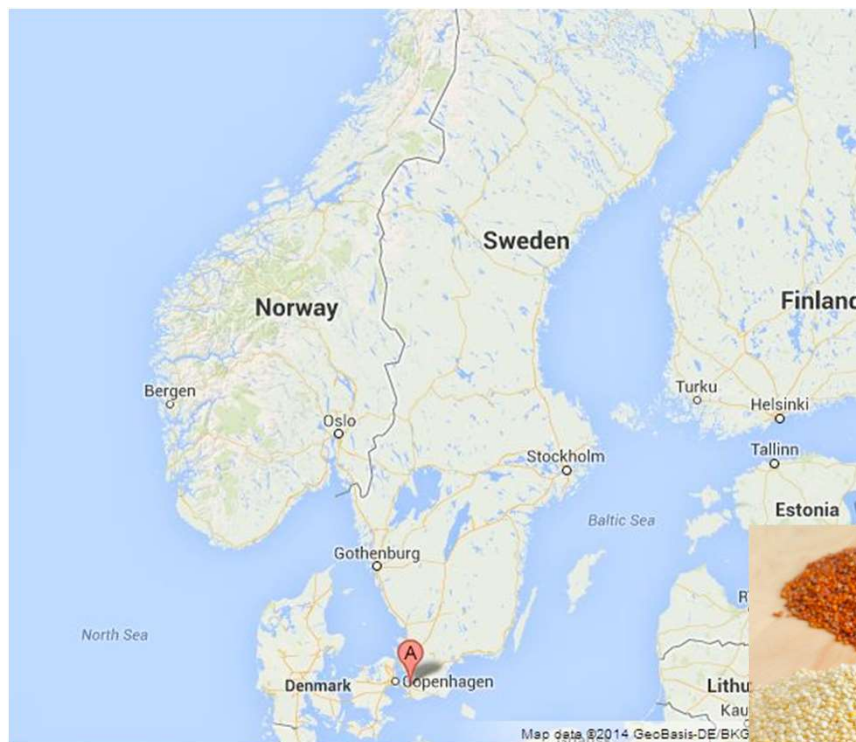 Sweden
Norway
Finlanc
Bergen
Turku
Oslo
Helsinki
Tallinn
Stockholm
Estonia
Baltic Sea
Gothenburg
R
North Sea
A
Denmark
Copenhagen
Lithu
Kau
Map data ©2014 GeoBasis-DE/BKG